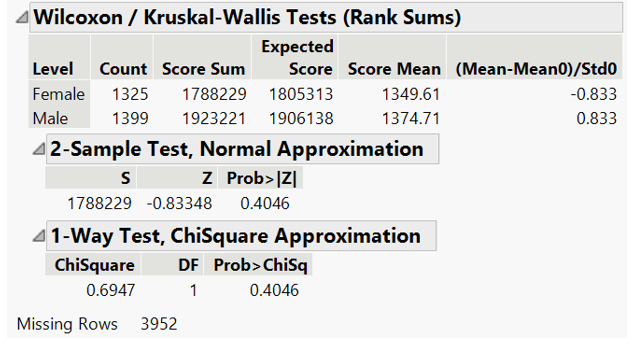 Wilcoxon / Kruskal-Wallis Tests (Rank Sums)
Expected
Level Count Score Sum Score Score Mean (Mean-Mean0)/Std0
Female 1325 1788229 1805313 1349.61 -0.833
Male 1399 1923221 1906138 1374.71 0.833
2-Sample Test, Normal Approximation
S Z Prob>|Z|
1788229 -0.83348 0.4046
1-Way Test, ChiSquare Approximation
ChiSquare DF Prob>ChiSq
0.6947 1 0.4046
Missing Rows 3952